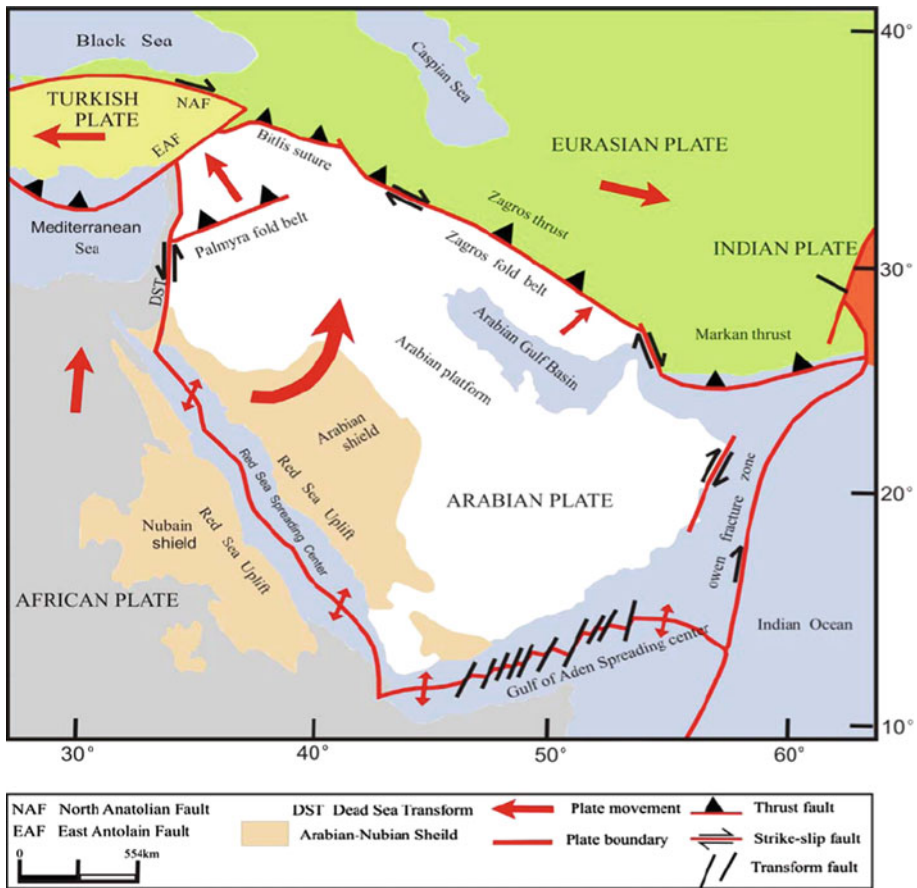 Black Sea
40°
Caspian Sea
TURKISH
PLATE
NAF
EAF
Bitlis suture
EURASIAN PLATE
Zagros thrust
Mediterranean
Sea
Palmyra fold belt
Zagros fold belt
INDIAN PLATE
30°
DST
Arabian Gulf Basin
Markan thrust
Arabian platform
Arabian
shield
Red Sea Uplift
Red Sea Spreading Center
ARABIAN PLATE
20°
Nubain
shield
Red Sea Uplift
owen fracture zone
AFRICAN PLATE
Indian Ocean
Gulf of Aden Spreading center
10°
30°
40°
50°
60°
NAF North Anatolian Fault
EAF East Antolain Fault
0 554km
DST Dead Sea Transform
Arabian-Nubian Sheild
Plate movement
Plate boundary
Thrust fault
Strike-slip fault
Transform fault